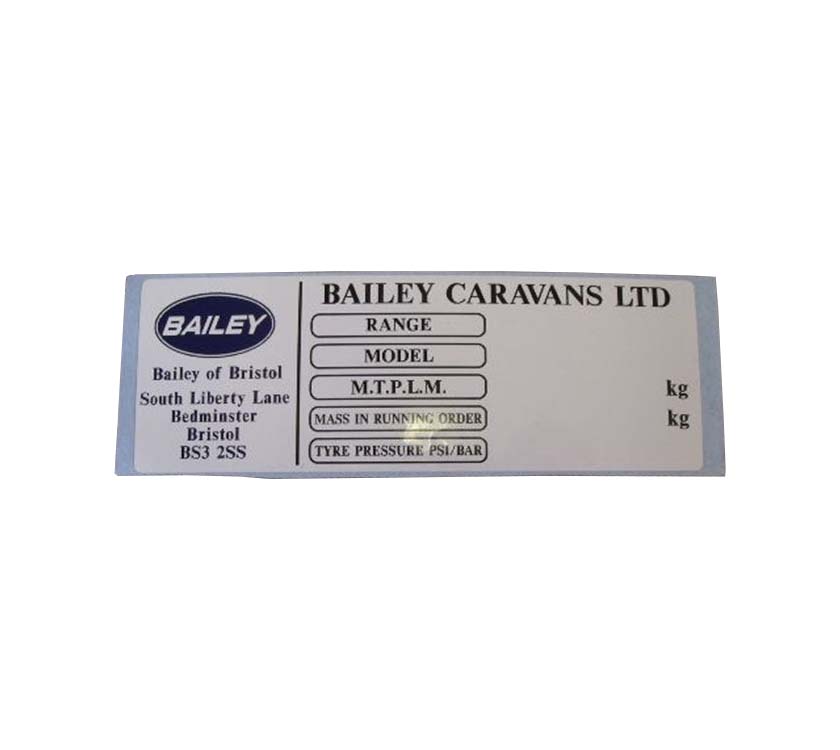 BAILEY
Bailey of Bristol
South Liberty Lane
Bedminster
Bristol
BS3 2SS
BAILEY CARAVANS LTD
RANGE
MODEL
M.T.P.L.M. kg
MASS IN RUNNING ORDER kg
TYRE PRESSURE PSI/BAR